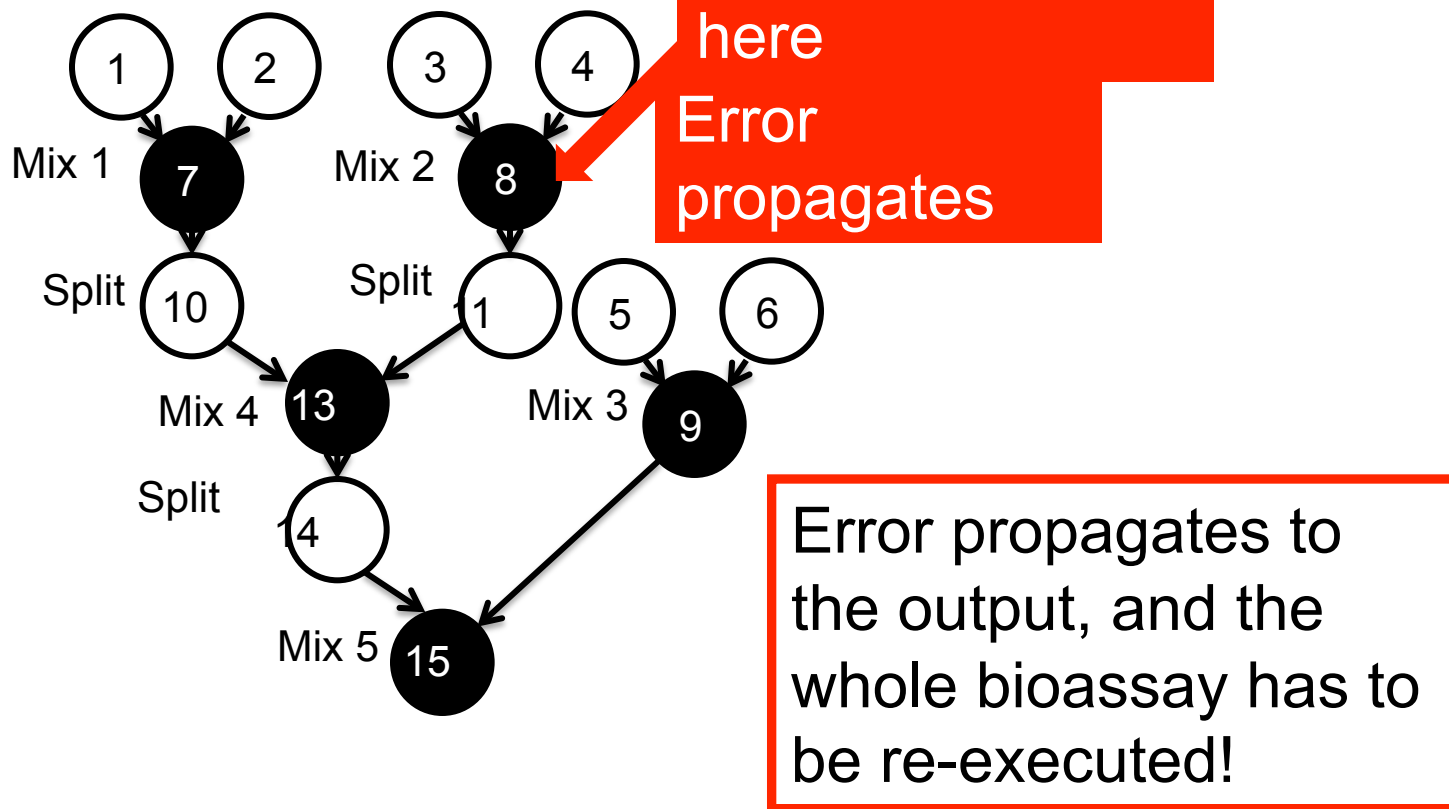 here
1
2
3
4
Error
propagates
Mix 1
7
Mix 2
8
Split
10
Split
11
5
6
Mix 4
13
Mix 3
9
Split
14
Error propagates to
the output, and the
whole bioassay has to
be re-executed!
Mix 5
15